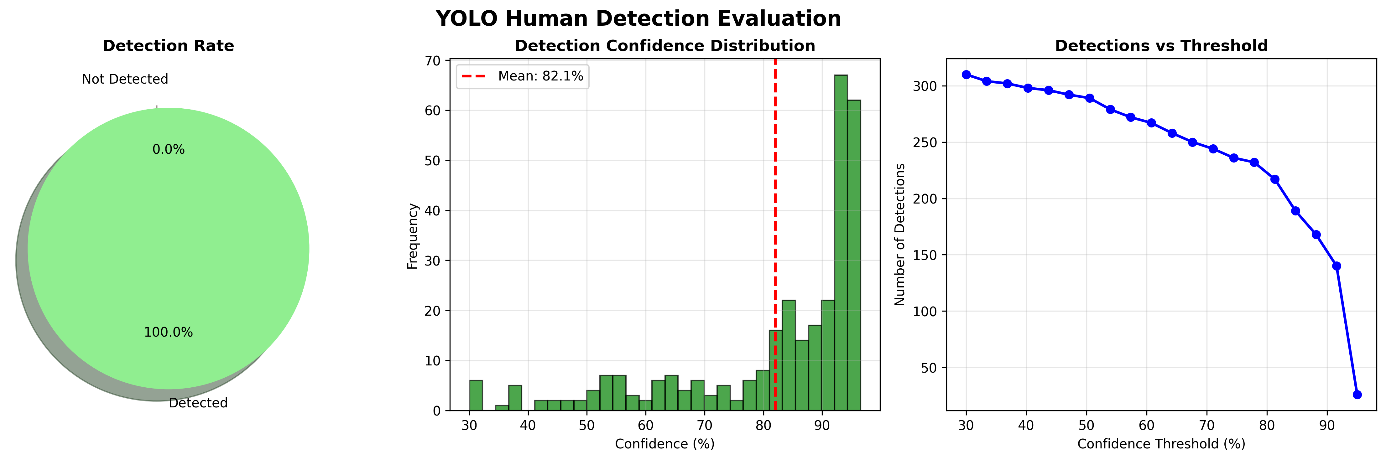 YOLO Human Detection Evaluation
Detection Rate
Not Detected
0.0%
100.0%
Detected
Detection Confidence Distribution
Mean: 82.1%
Frequency
70
60
50
40
30
20
10
0
30 40 50 60 70 80 90
Confidence (%)
Detections vs Threshold
Number of Detections
300
250
200
150
100
50
30 40 50 60 70 80 90
Confidence Threshold (%)